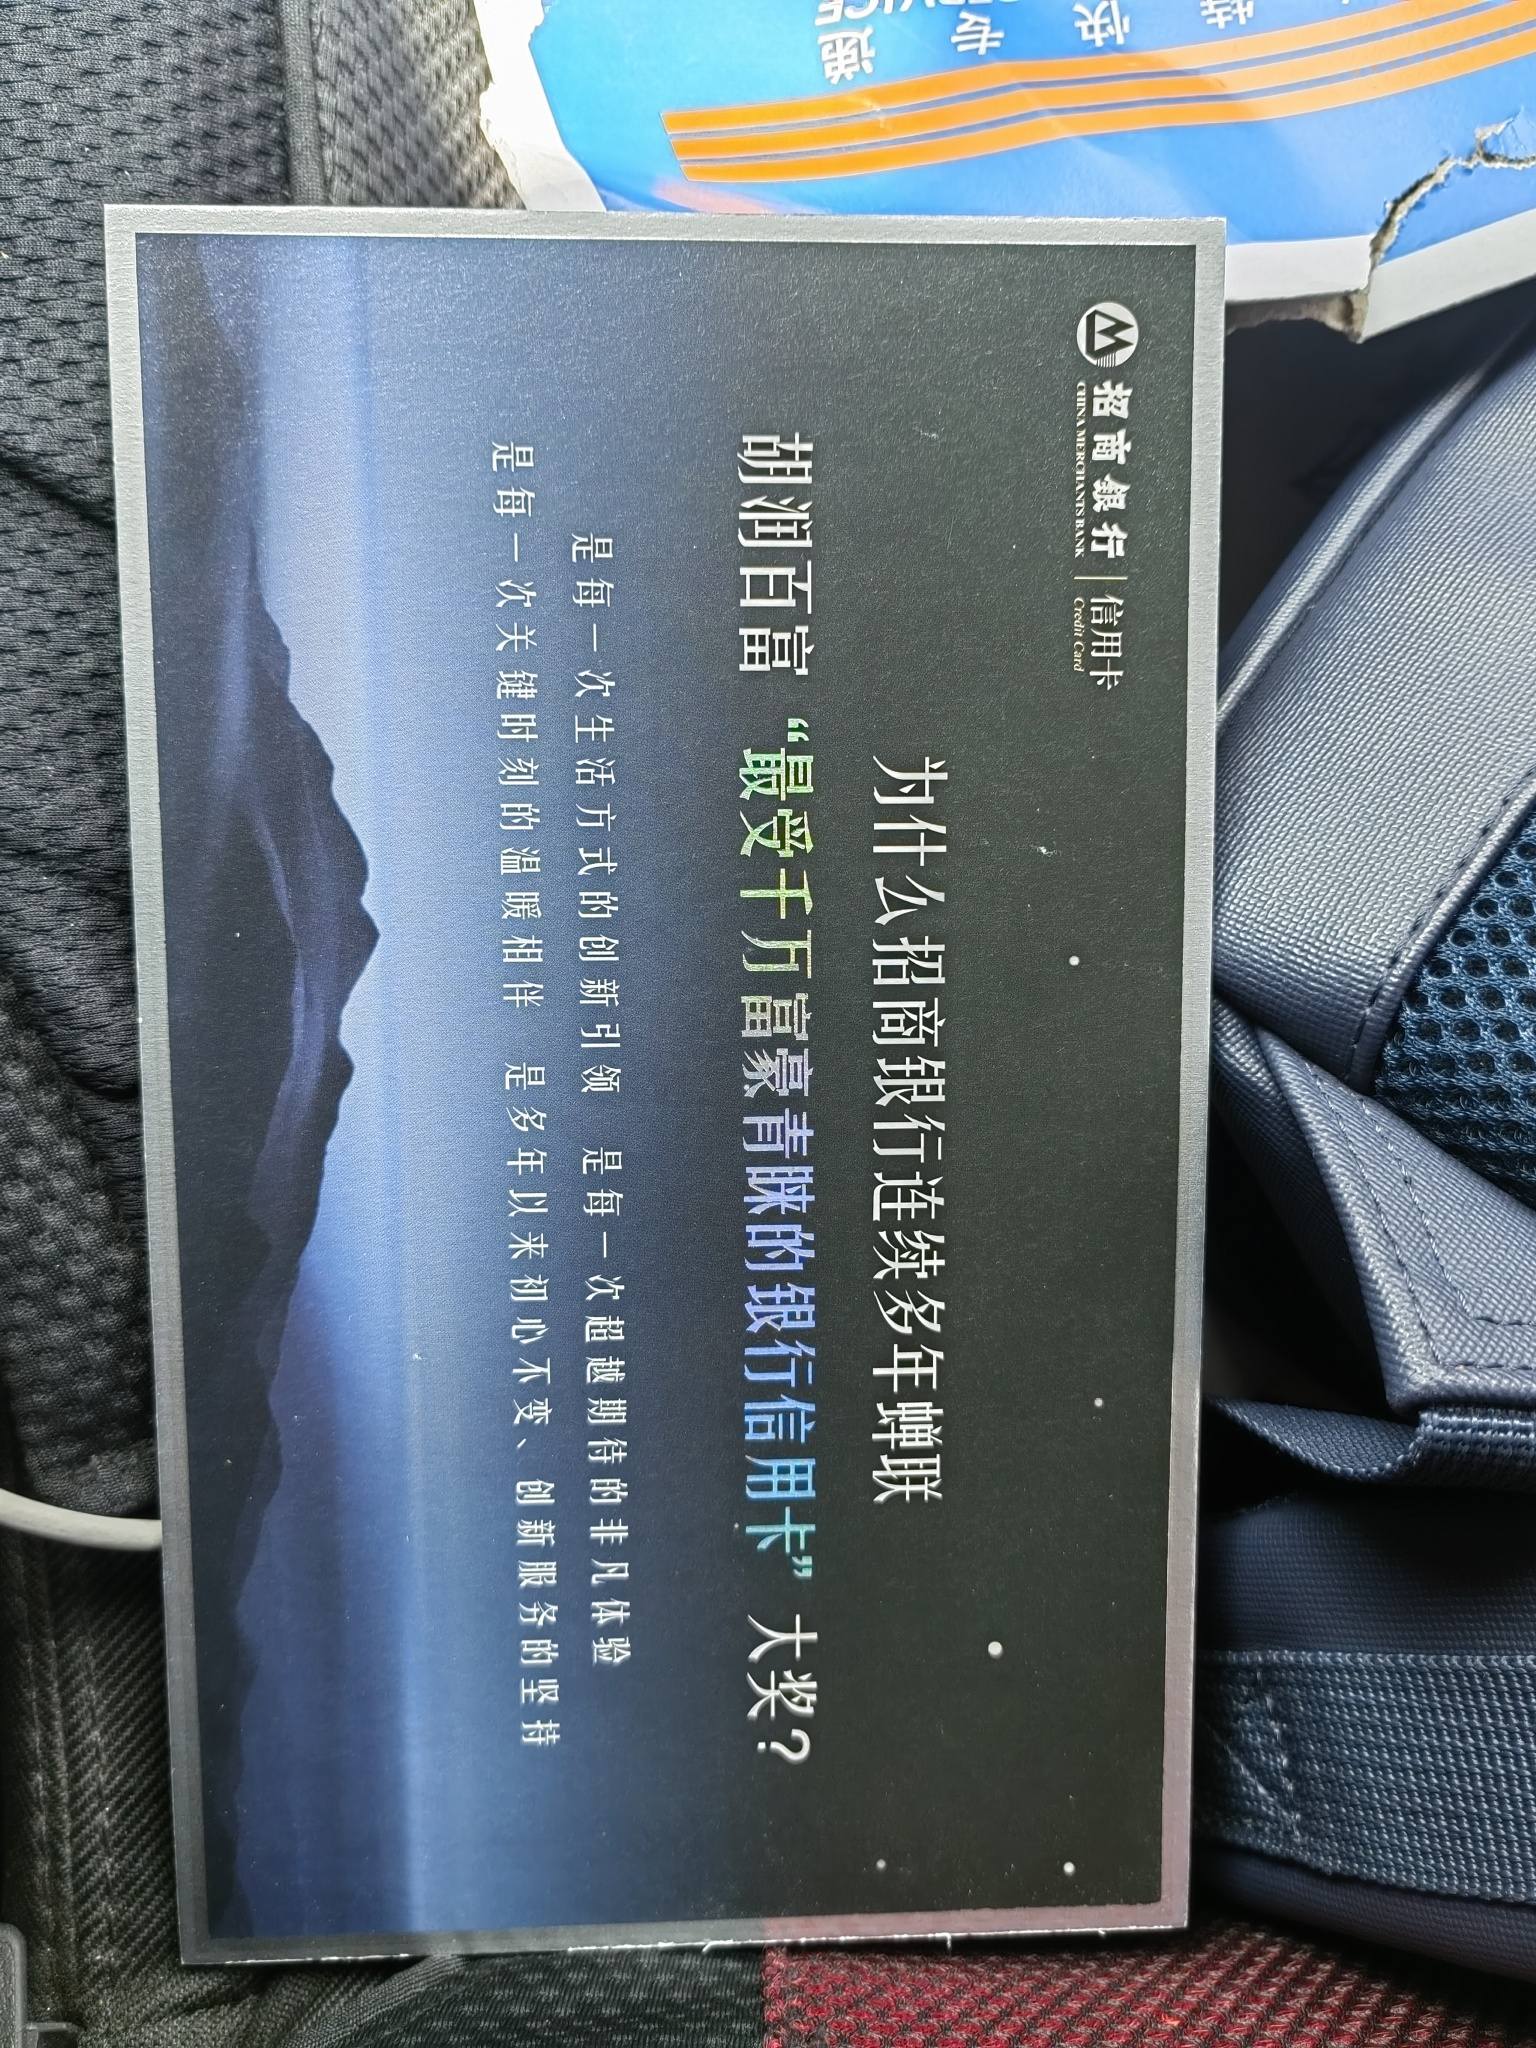 招商銀行 | 信用卡
CHINA MERCHANTS BANK Credit Card
为什么招商银行连续多年蝉联
胡润百富“最受千万富豪青睐的银行信用卡”大奖?
是每一次生活方式的创新引领 是每一次超越期待的非凡体验
是每一次关键时刻的温暖相伴 是多年以来初心不变、创新服务的坚持
特快专递